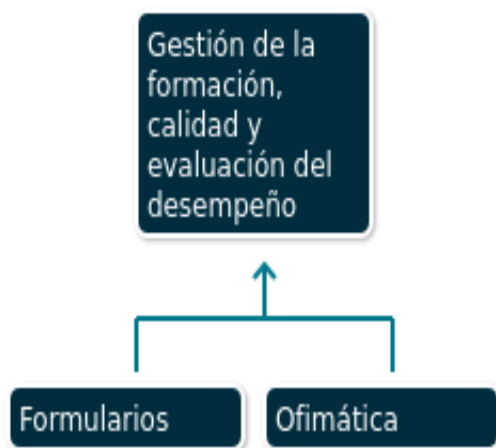 Gestión de la
formación,
calidad y
evaluación del
desempeño
Formularios
Ofimática